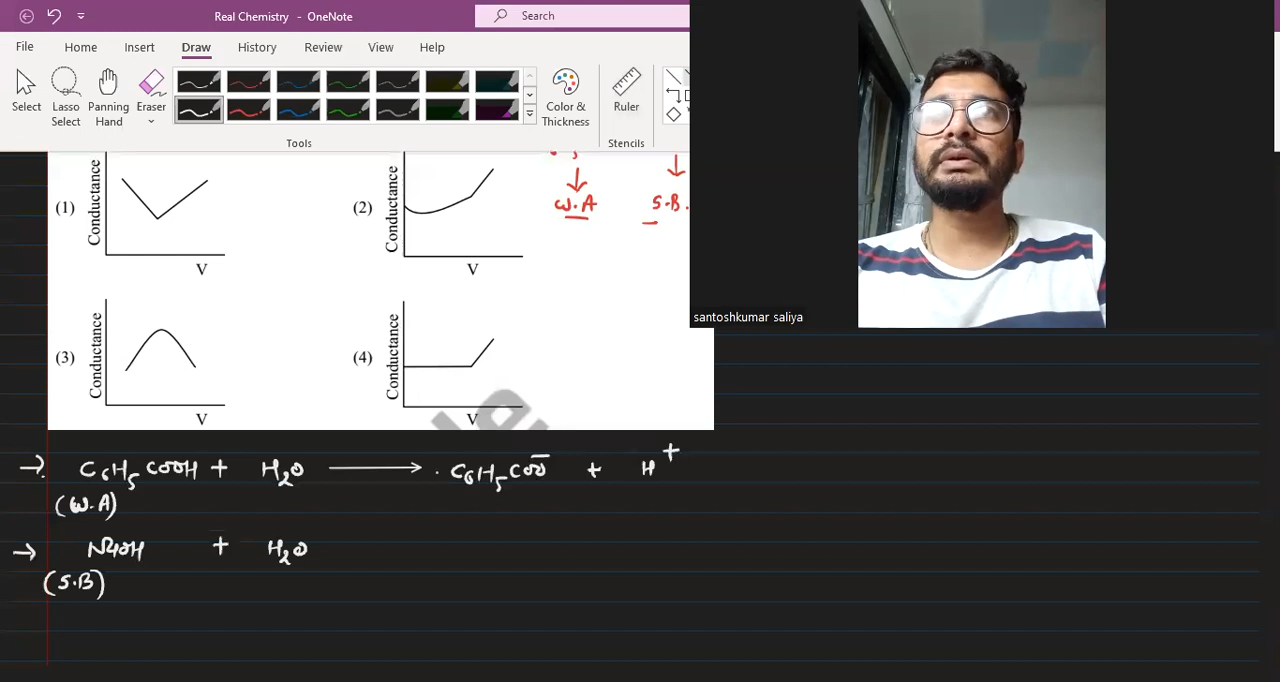 Real Chemistry - OneNote
Search
File Home Insert Draw History Review View Help
Select
Lasso Select
Panning Hand
Eraser
Color & Thickness
Ruler
Tools
Stencils
(1) Conductance V
(2) Conductance V
W.A S.B.
(3) Conductance V
(4) Conductance V
santoshkumar saliya
→ C6H5COOH + H2O ⟶ C6H5COO⁻ + H⁺
(W.A)
→ NaOH + H2O
(S.B)